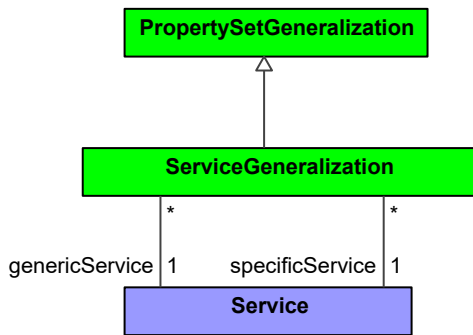 PropertySetGeneralization
ServiceGeneralization
* *
genericService 1 specificService 1
Service